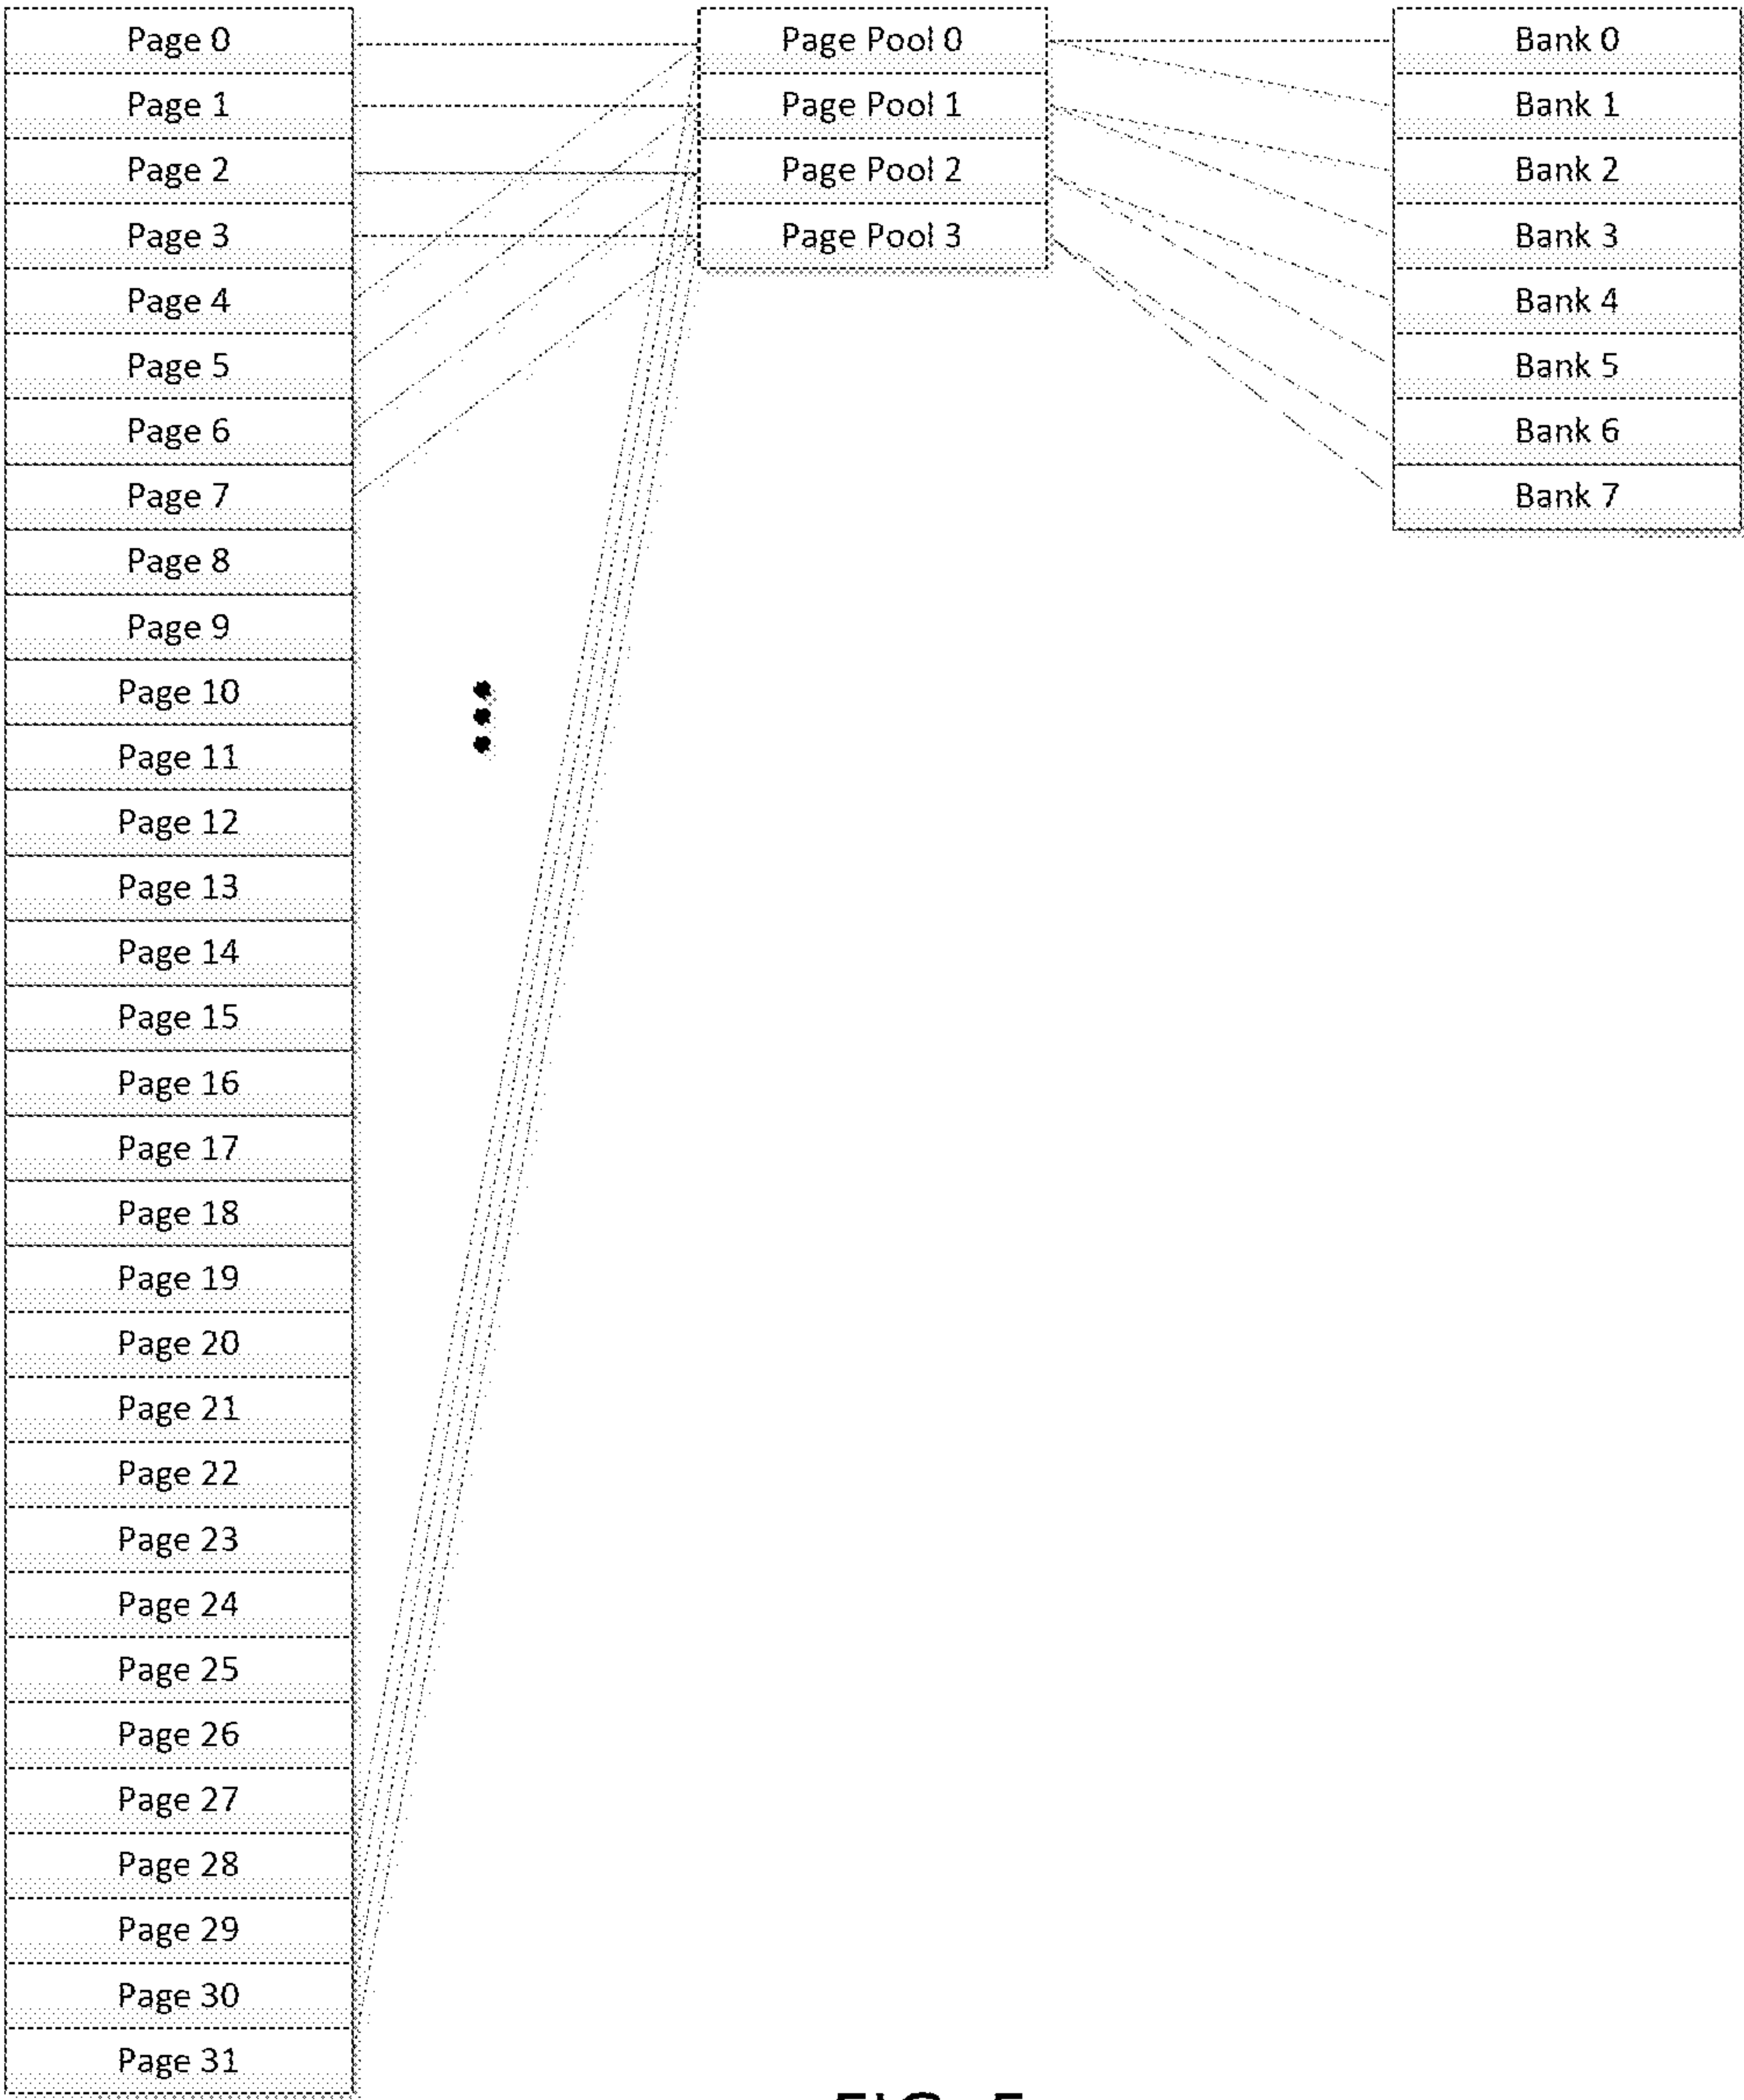 Page 0
Page 1
Page 2
Page 3
Page 4
Page 5
Page 6
Page 7
Page 8
Page 9
Page 10
Page 11
Page 12
Page 13
Page 14
Page 15
Page 16
Page 17
Page 18
Page 19
Page 20
Page 21
Page 22
Page 23
Page 24
Page 25
Page 26
Page 27
Page 28
Page 29
Page 30
Page 31
Page Pool 0
Page Pool 1
Page Pool 2
Page Pool 3
Bank 0
Bank 1
Bank 2
Bank 3
Bank 4
Bank 5
Bank 6
Bank 7